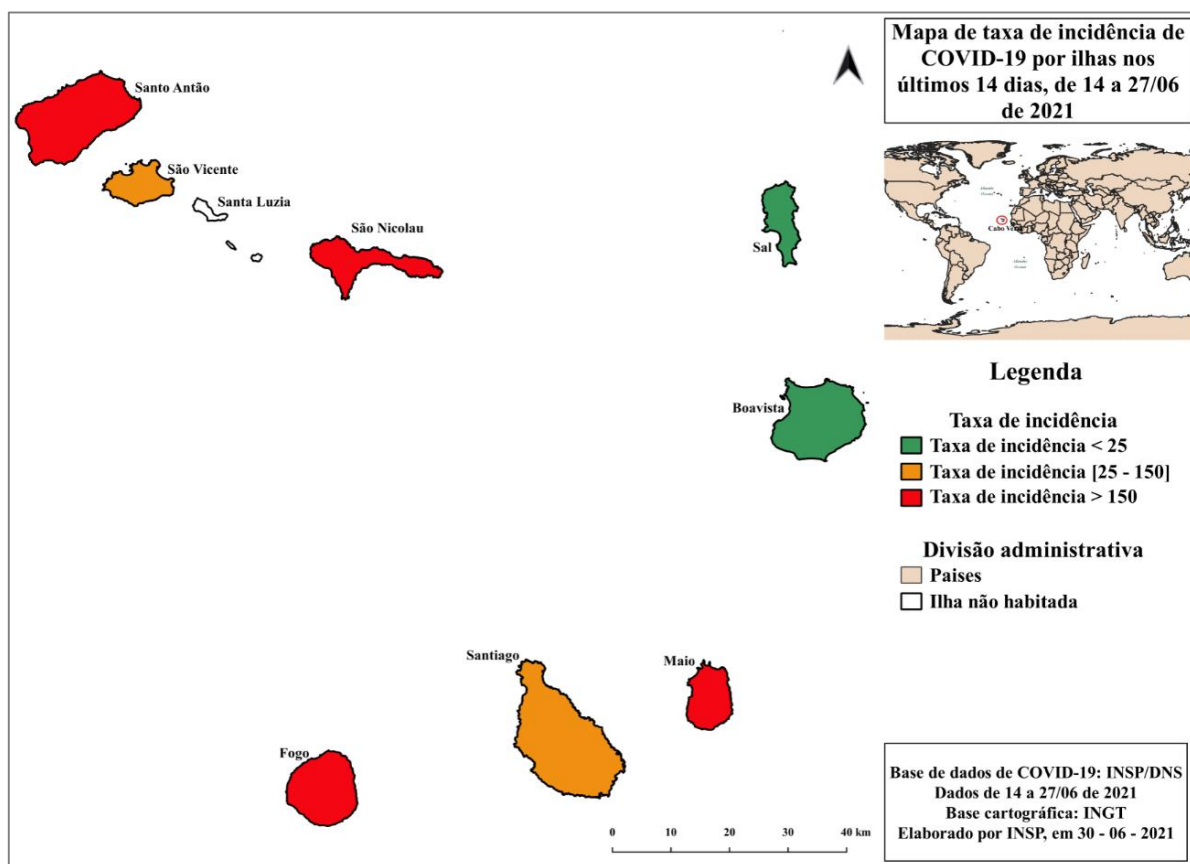 Mapa de taxa de incidência de
COVID-19 por ilhas nos
últimos 14 dias, de 14 a 27/06
de 2021
Santo Antão
São Vicente
Santa Luzia
São Nicolau
Sal
Boavista
Santiago
Maio
Fogo
Cabo Ve
Legenda
Taxa de incidência
Taxa de incidência < 25
Taxa de incidência [25 - 150]
Taxa de incidência > 150
Divisão administrativa
Paises
Ilha não habitada
0 10 20 30 40 km
Base de dados de COVID-19: INSP/DNS
Dados de 14 a 27/06 de 2021
Base cartográfica: INGT
Elaborado por INSP, em 30 - 06 - 2021